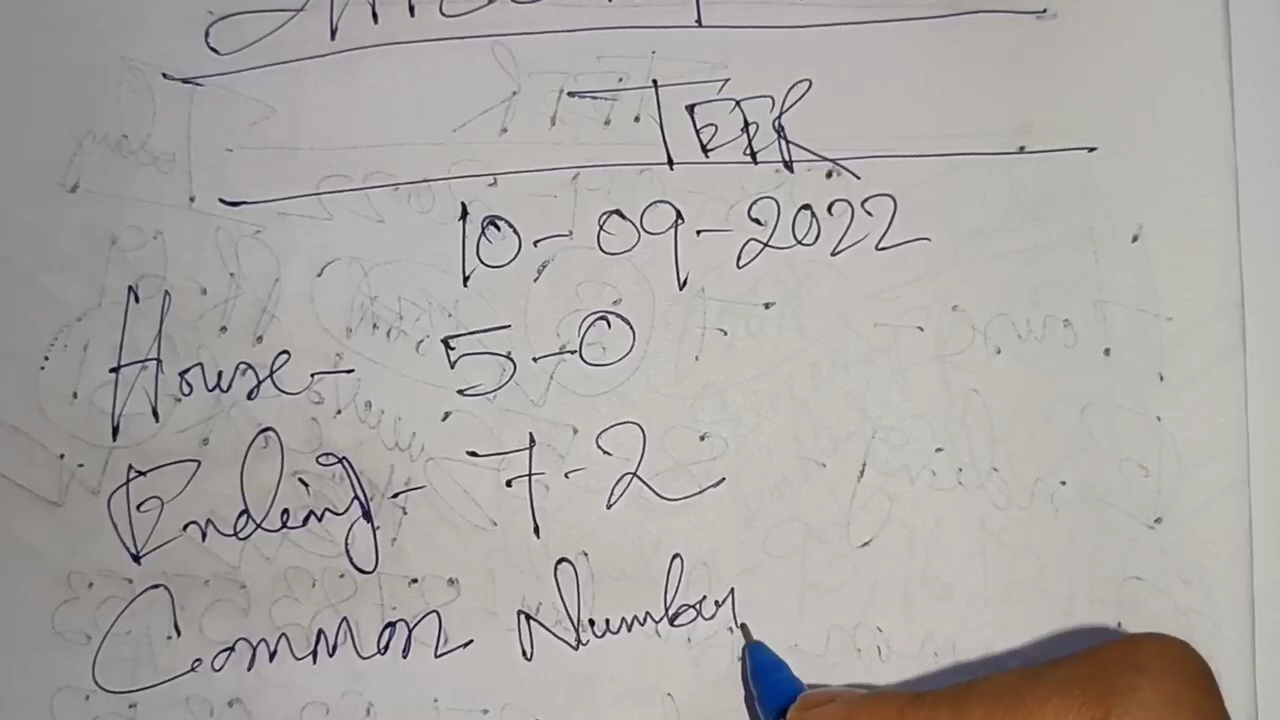 TEER
10-09-2022
House- 5-0
Ending- 7-2
Common Number